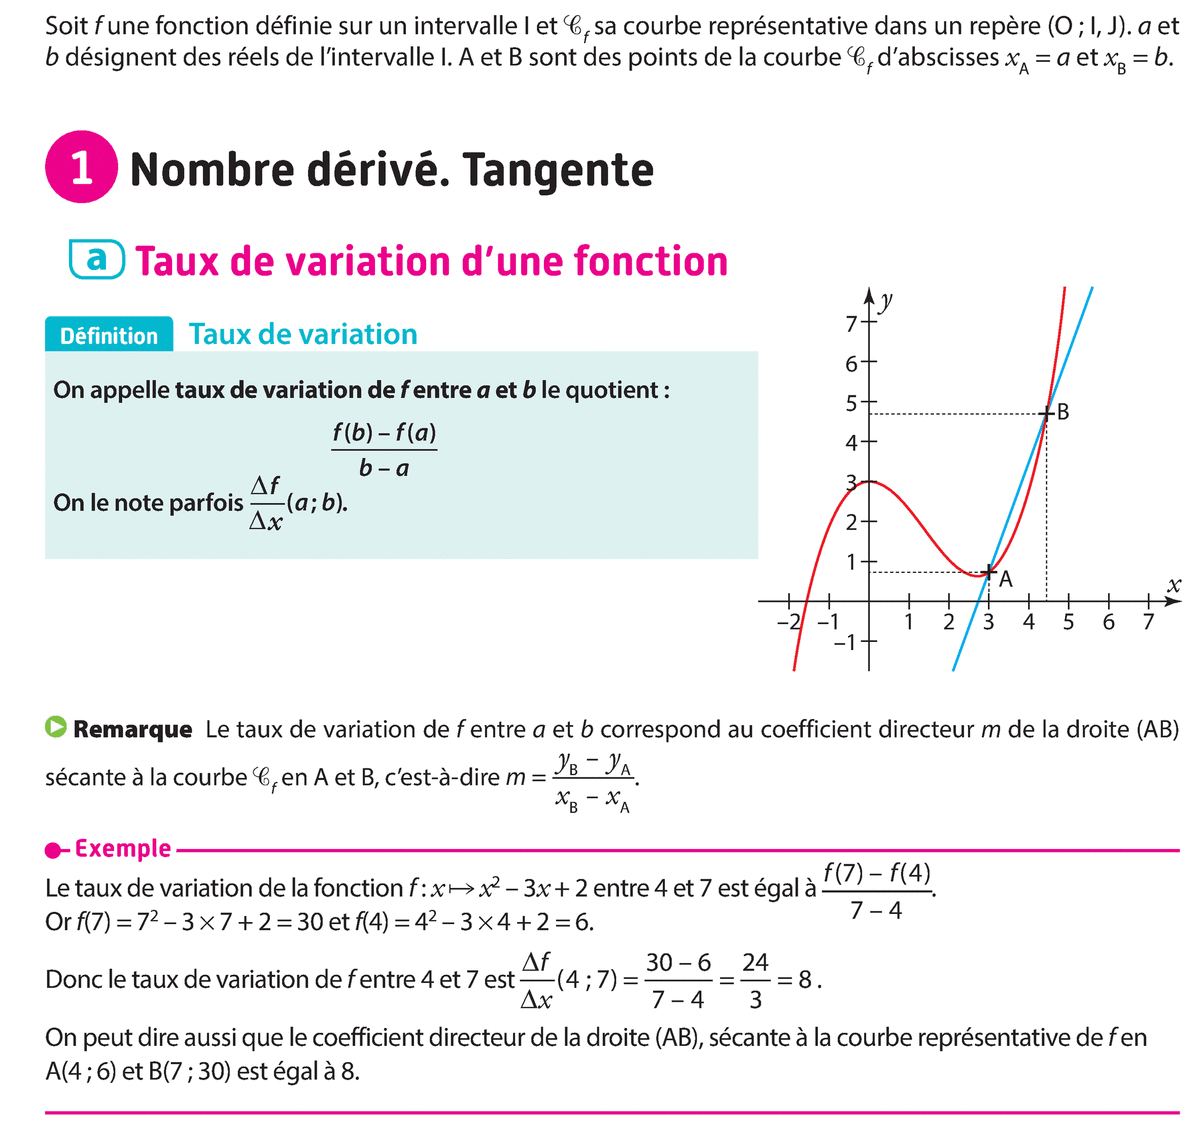 Soit f une fonction définie sur un intervalle I et 𝒞f sa courbe représentative dans un repère (O ; I, J). a et
b désignent des réels de l'intervalle I. A et B sont des points de la courbe 𝒞f d'abscisses xA = a et xB = b.
1 Nombre dérivé. Tangente
a Taux de variation d'une fonction
Définition Taux de variation
On appelle taux de variation de f entre a et b le quotient :
f(b) – f(a)
b – a
On le note parfois Δf/Δx (a ; b).
y
7
6
5
4
3
2
1
–1
B
A
x
–2 –1 1 2 3 4 5 6 7
Remarque Le taux de variation de f entre a et b correspond au coefficient directeur m de la droite (AB)
sécante à la courbe 𝒞f en A et B, c'est-à-dire m = (yB – yA)/(xB – xA).
Exemple
Le taux de variation de la fonction f : x ↦ x² – 3x + 2 entre 4 et 7 est égal à (f(7) – f(4))/(7 – 4).
Or f(7) = 7² – 3 × 7 + 2 = 30 et f(4) = 4² – 3 × 4 + 2 = 6.
Donc le taux de variation de f entre 4 et 7 est Δf/Δx (4 ; 7) = (30 – 6)/(7 – 4) = 24/3 = 8.
On peut dire aussi que le coefficient directeur de la droite (AB), sécante à la courbe représentative de f en
A(4 ; 6) et B(7 ; 30) est égal à 8.